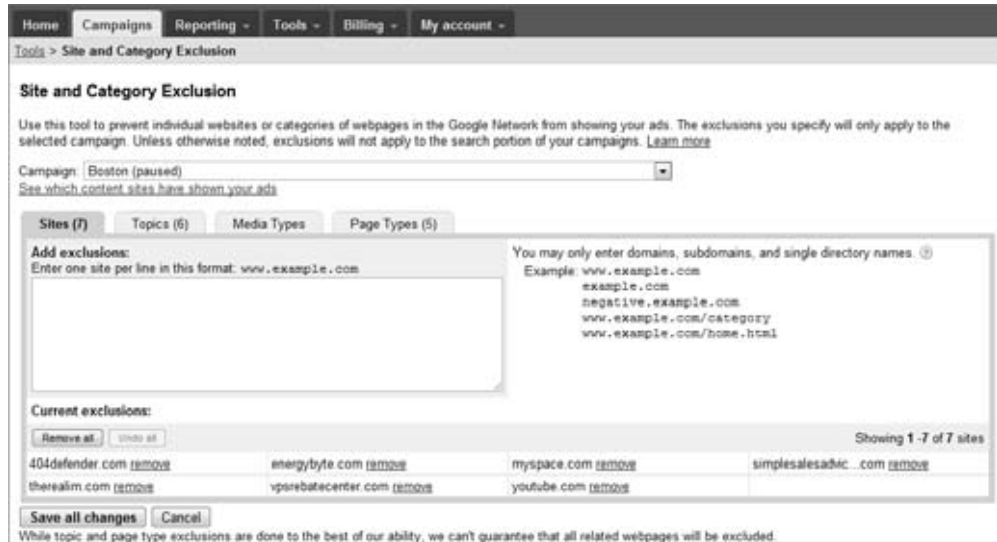 Home Campaigns Reporting Tools Billing My account
Tools > Site and Category Exclusion
Site and Category Exclusion
Use this tool to prevent individual websites or categories of webpages in the Google Network from showing your ads. The exclusions you specify will only apply to the
selected campaign. Unless otherwise noted, exclusions will not apply to the search portion of your campaigns. Learn more
Campaign: Boston (paused)
See which content sites have shown your ads
Sites (7) Topics (6) Media Types Page Types (5)
Add exclusions:
Enter one site per line in this format: www.example.com
You may only enter domains, subdomains, and single directory names. ?
Example: www.example.com
example.com
negative.example.com
www.example.com/category
www.example.com/home.html
Current exclusions:
Remove all Undo all Showing 1 -7 of 7 sites
404defender.com remove energybyte.com remove myspace.com remove simplesalesadvic...com remove
therealim.com remove vpsrebatecenter.com remove youtube.com remove
Save all changes Cancel
While topic and page type exclusions are done to the best of our ability, we can't guarantee that all related webpages will be excluded.